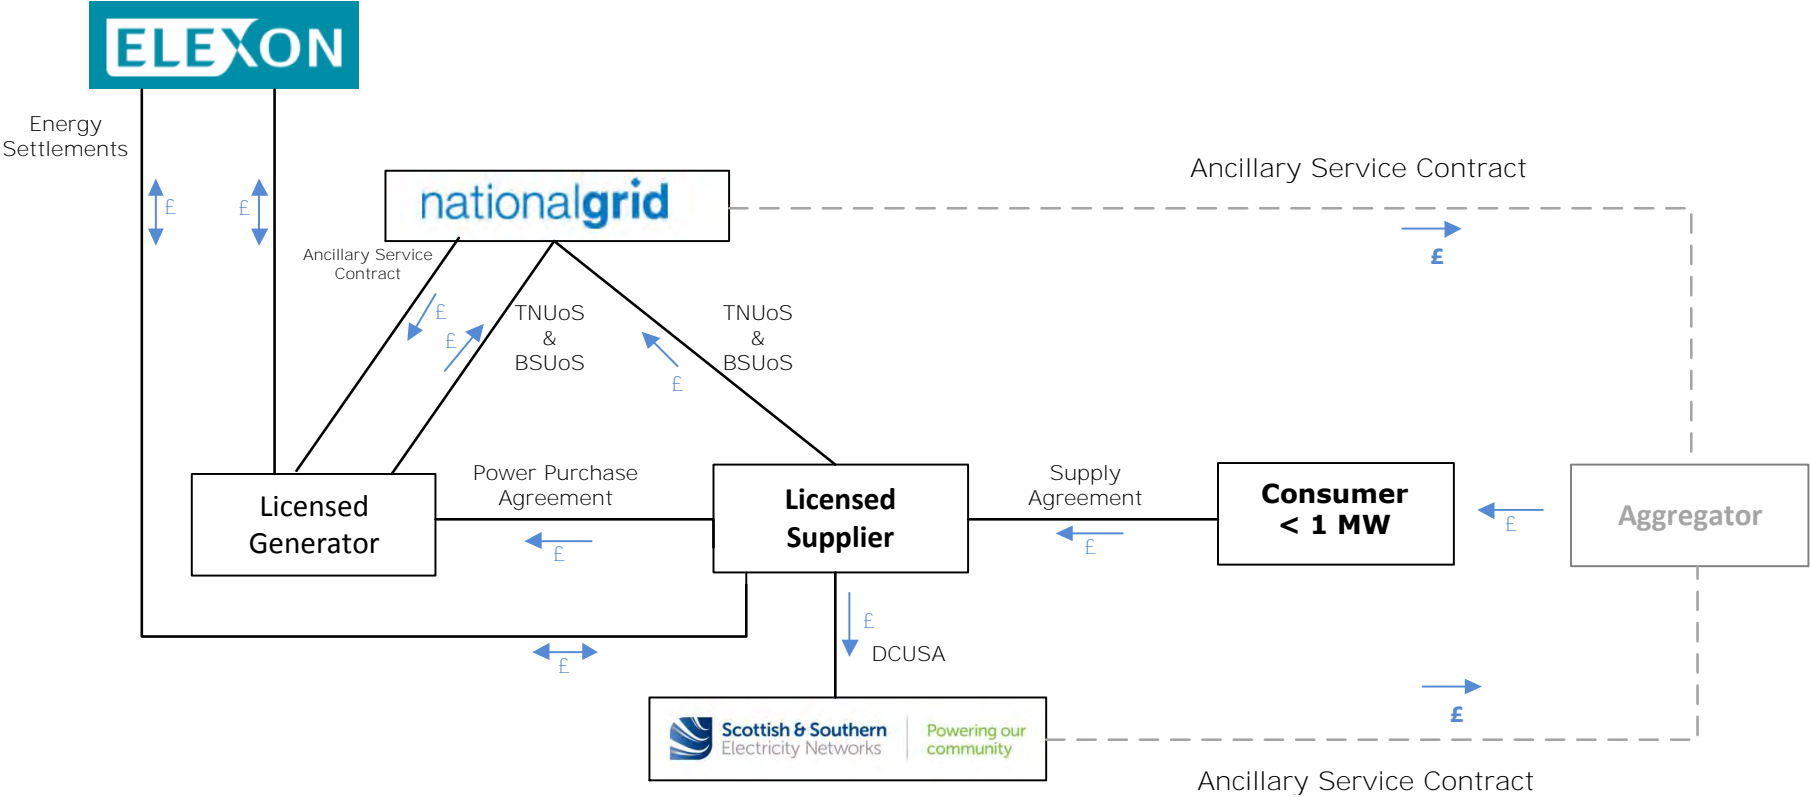 ELEXON
Energy
Settlements
£
£
nationalgrid
Ancillary Service Contract
£
Ancillary Service
Contract
£
£
TNUoS
&
BSUoS
TNUoS
&
BSUoS
£
Licensed
Generator
Power Purchase
Agreement
£
Licensed
Supplier
Supply
Agreement
£
Consumer
< 1 MW
£
Aggregator
£
£
DCUSA
Scottish & Southern
Electricity Networks
Powering our
community
£
Ancillary Service Contract